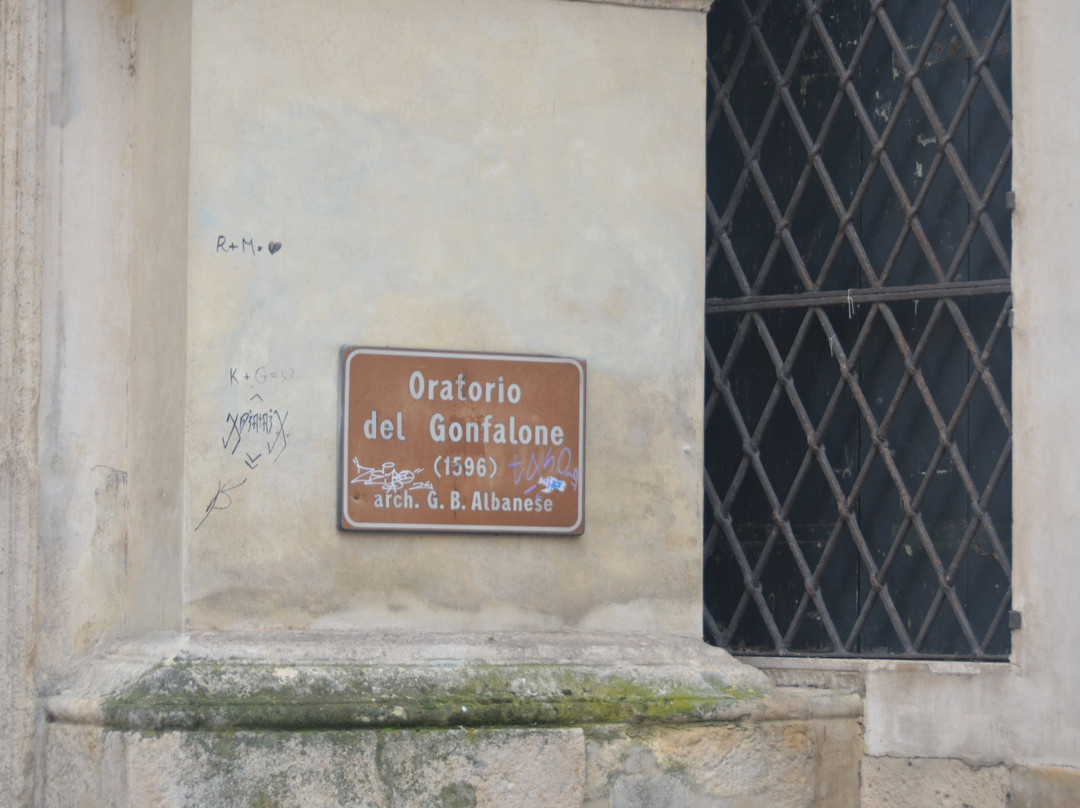 R+M.
K+G=
Oratorio
del Gonfalone
(1596)
arch. G. B. Albanese